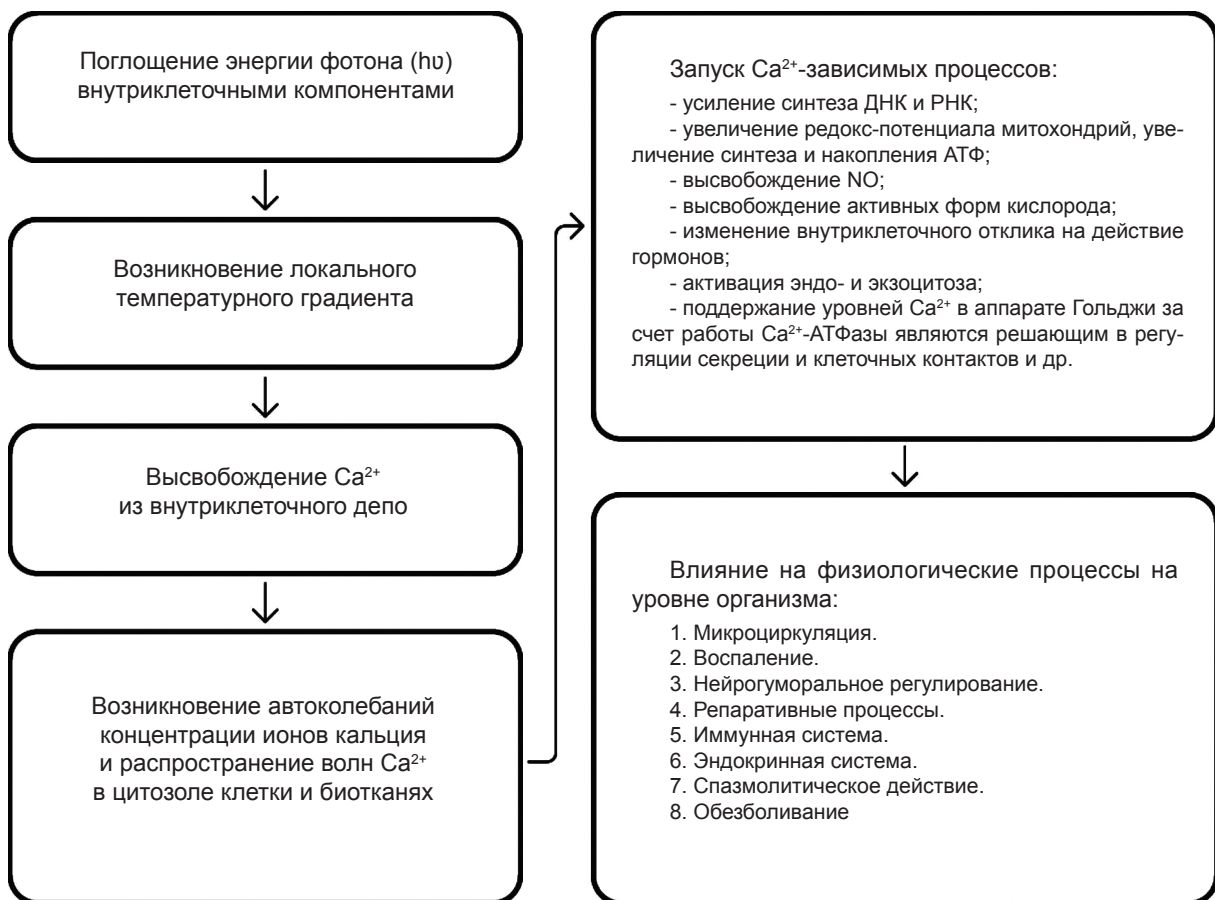 Поглощение энергии фотона (hυ)
внутриклеточными компонентами
Возникновение локального
температурного градиента
Высвобождение Ca²⁺
из внутриклеточного депо
Возникновение автоколебаний
концентрации ионов кальция
и распространение волн Ca²⁺
в цитозоле клетки и биотканях
Запуск Ca²⁺-зависимых процессов:
- усиление синтеза ДНК и РНК;
- увеличение редокс-потенциала митохондрий, уве-
личение синтеза и накопления АТФ;
- высвобождение NO;
- высвобождение активных форм кислорода;
- изменение внутриклеточного отклика на действие
гормонов;
- активация эндо- и экзоцитоза;
- поддержание уровней Ca²⁺ в аппарате Гольджи за
счет работы Ca²⁺-АТФазы являются решающим в регу-
ляции секреции и клеточных контактов и др.
Влияние на физиологические процессы на
уровне организма:
1. Микроциркуляция.
2. Воспаление.
3. Нейрогуморальное регулирование.
4. Репаративные процессы.
5. Иммунная система.
6. Эндокринная система.
7. Спазмолитическое действие.
8. Обезболивание